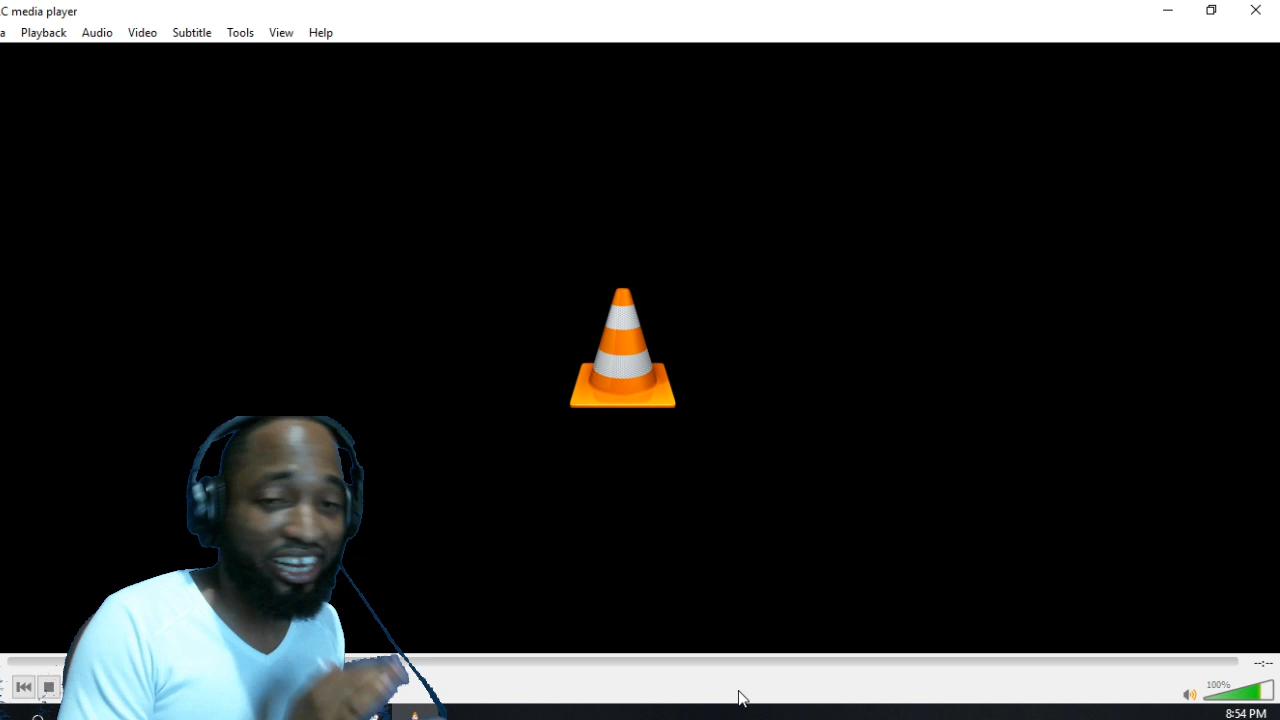 C media player
a Playback Audio Video Subtitle Tools View Help
--:--
100%
8:54 PM